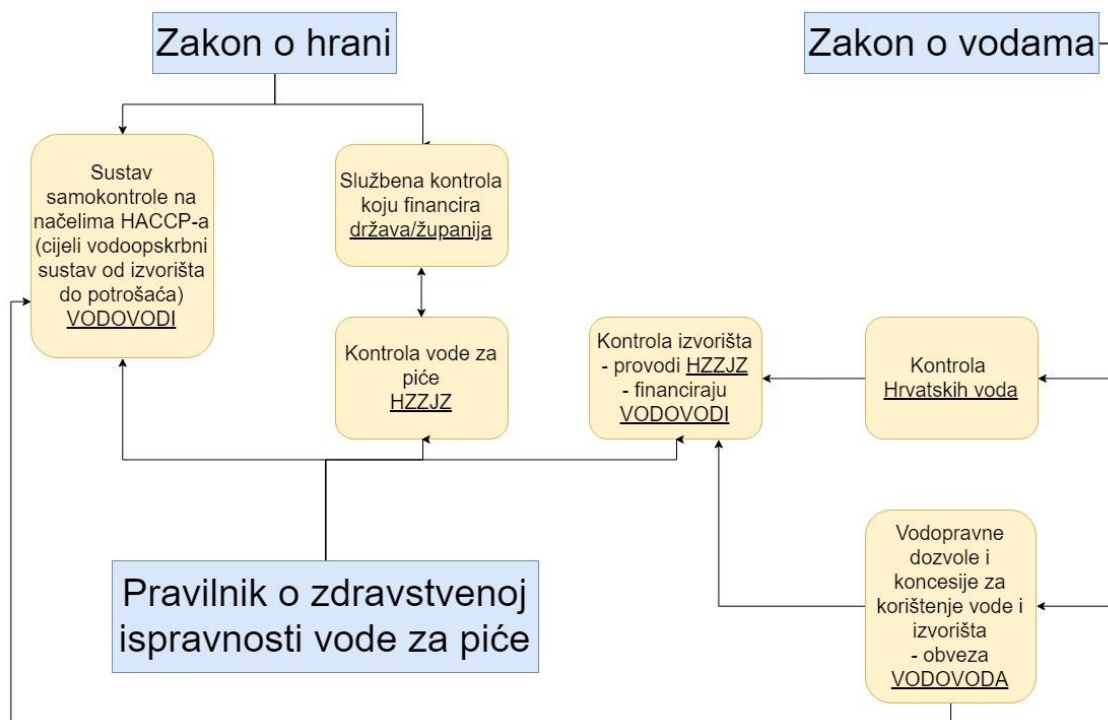 Zakon o hrani
Zakon o vodama
Sustav
samokontrole na
načelima HACCP-a
(cijeli vodoopskrbni
sustav od izvorišta
do potrošaća)
VODOVODI
Službena kontrola
koju financira
država/županija
Kontrola vode za
piće
HZZJZ
Kontrola izvorišta
- provodi HZZJZ
- financiraju
VODOVODI
Kontrola
Hrvatskih voda
Pravilnik o zdravstvenoj
ispravnosti vode za piće
Vodopravne
dozvole i
koncesije za
korištenje vode i
izvorišta
- obveza
VODOVODA